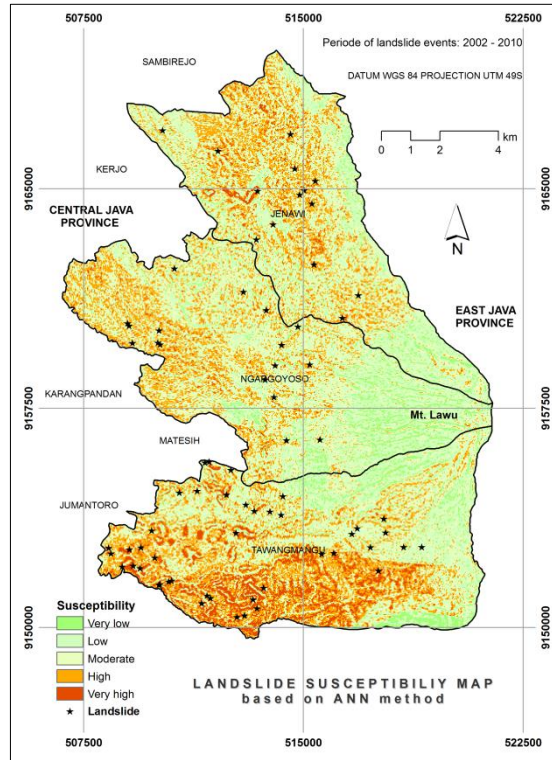 507500
515000
522500
Periode of landslide events: 2002 - 2010
SAMBIREJO
DATUM WGS 84 PROJECTION UTM 49S
0 1 2 4
km
KERJO
9165000
9165000
CENTRAL JAVA
PROVINCE
JENAWI
N
EAST JAVA
PROVINCE
NGARGOYOSO
KARANGPANDAN
9157500
9157500
Mt. Lawu
MATESIH
JUMANTORO
TAWANGMANGU
Susceptibility
Very low
Low
Moderate
High
Very high
Landslide
9150000
9150000
LANDSLIDE SUSCEPTIBILIY MAP
based on ANN method
507500
515000
522500